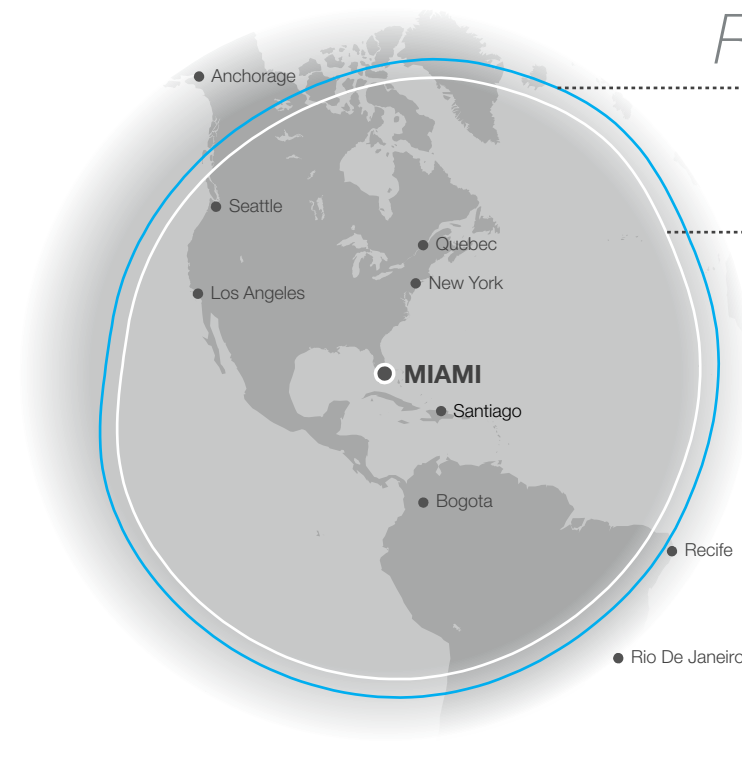 Anchorage
Seattle
Quebec
New York
Los Angeles
MIAMI
Santiago
Bogota
Recife
Rio De Janeiro